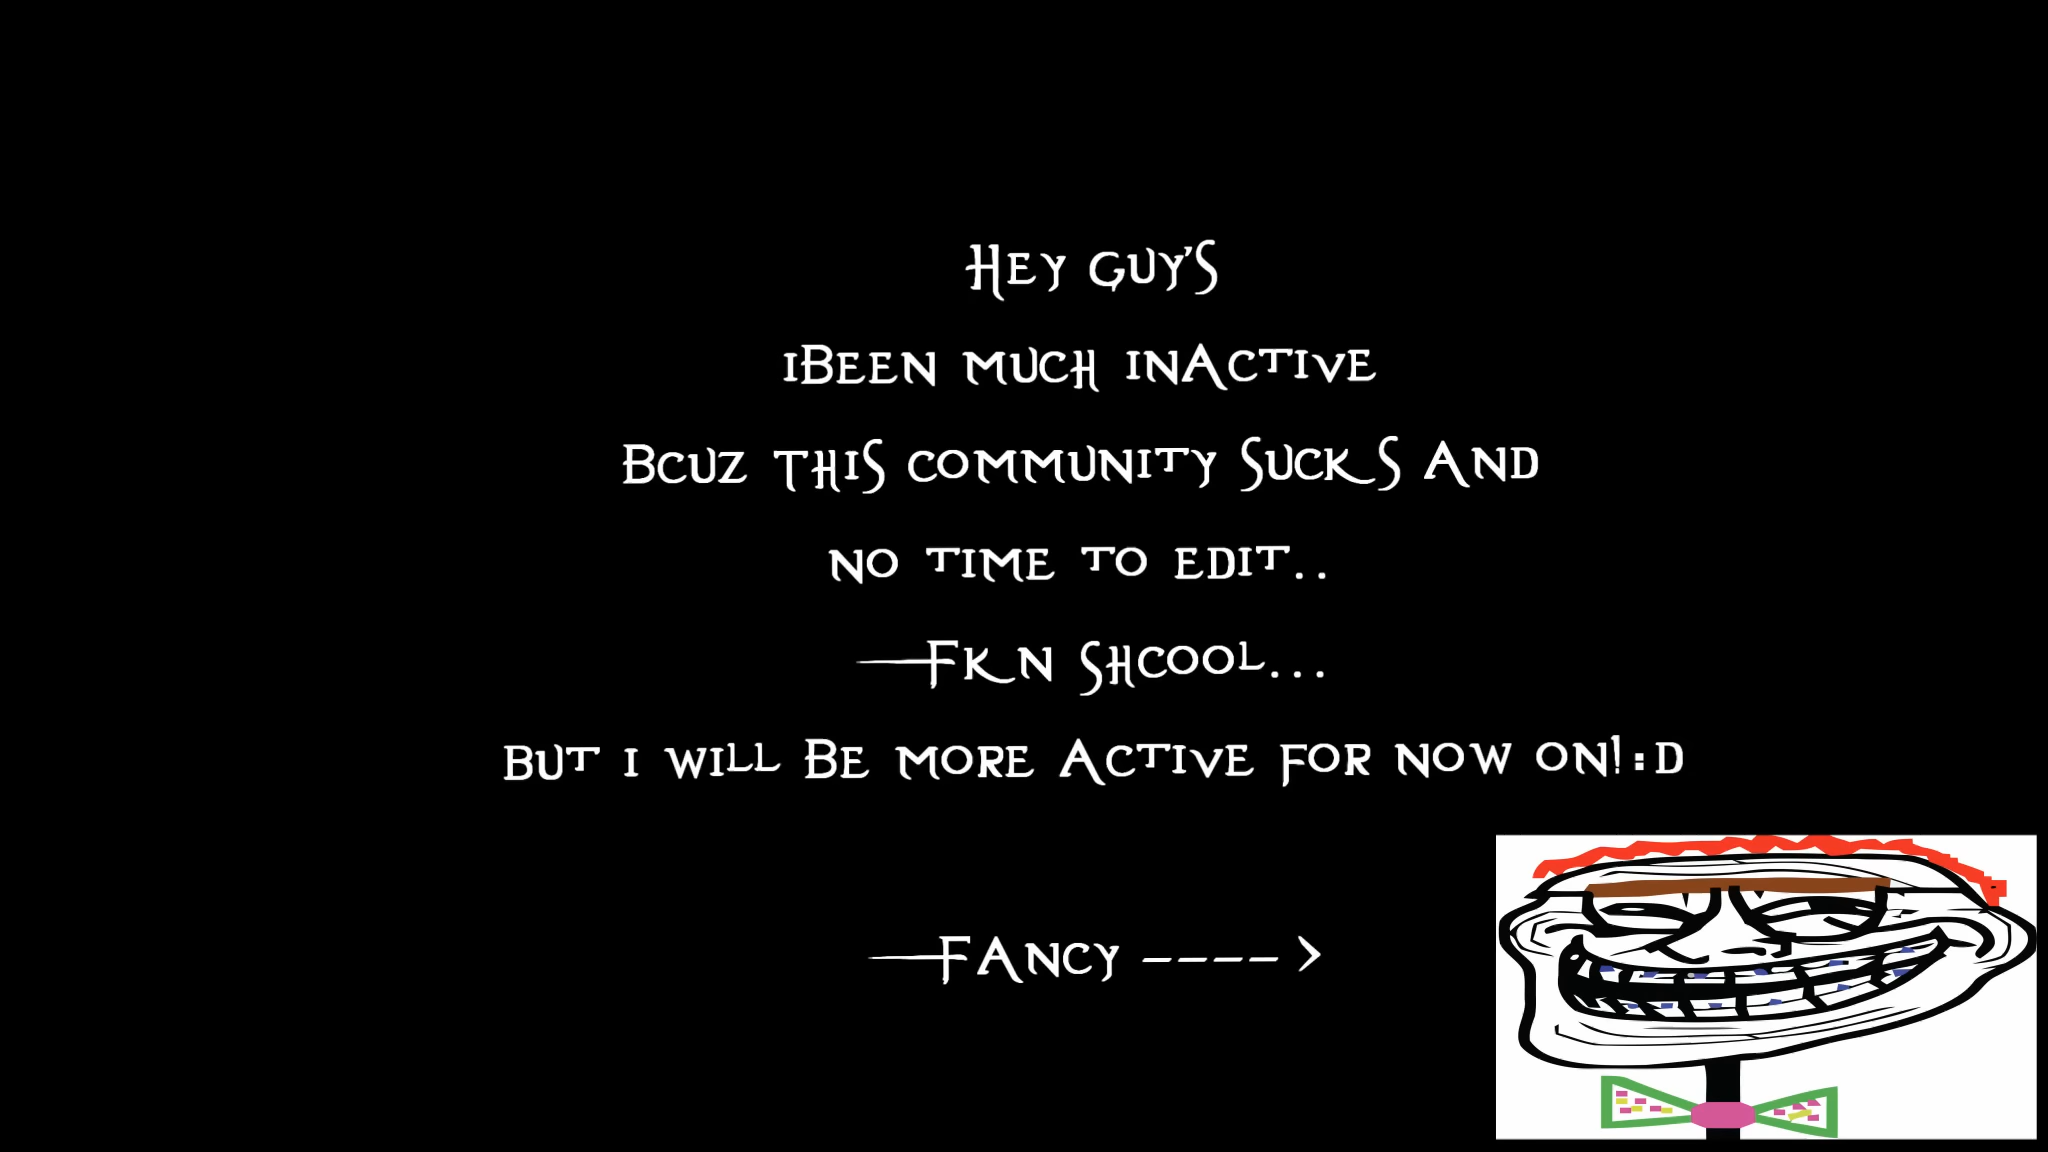 Hey guy's
iBeen much inActive
Bcuz this community Sucks And
no time to edit..
Fkn Shcool...
but i will Be more Active for now on!:D
Fancy ---->